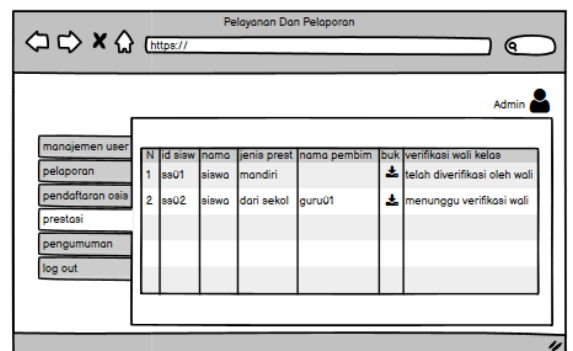 Pelayanan Dan Pelaporan
https://
Admin
manajemen user
pelaporan
pendaftaran osis
prestasi
pengumuman
log out
N id sisw nama jenis prest nama pembim buk verifikasi wali kelas
1 ss01 siswa mandiri telah diverifikasi oleh wali
2 ss02 siswa dari sekol guru01 menunggu verifikasi wali